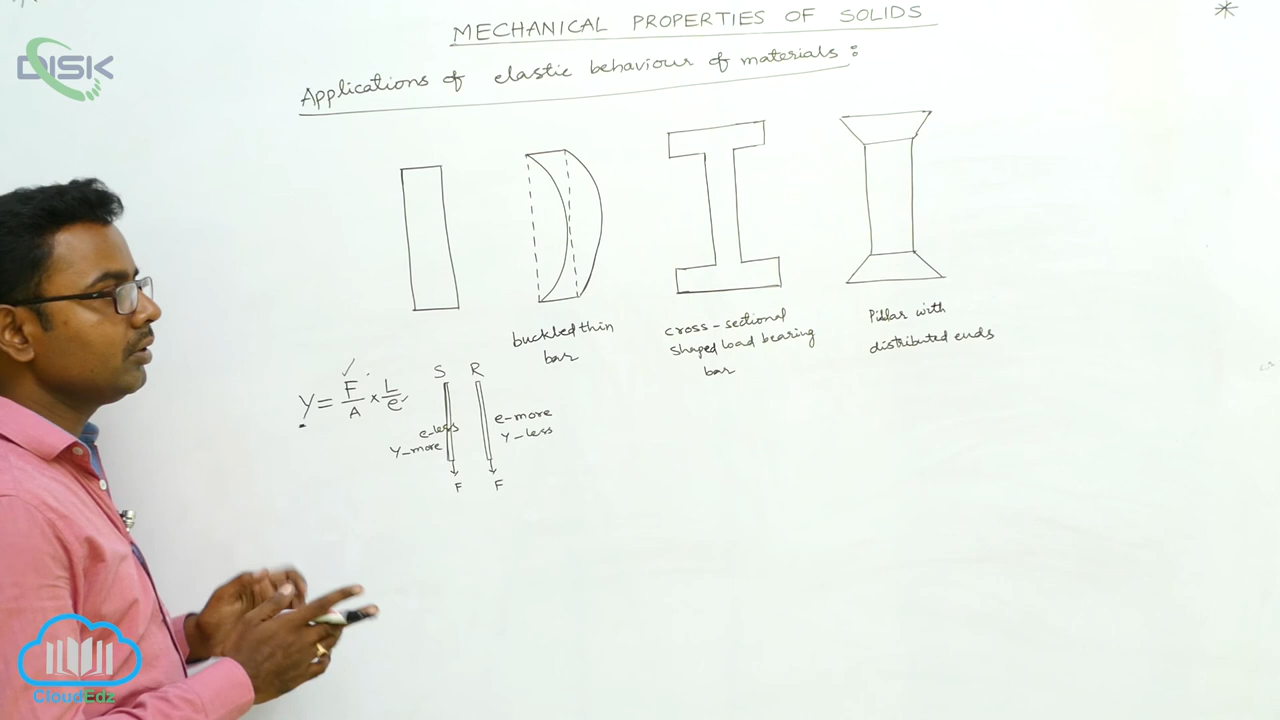 DISK
MECHANICAL PROPERTIES OF SOLIDS
*
Applications of elastic behaviour of materials :
buckled thin
bar
cross-sectional
shaped load bearing
bar
Pillar with
distributed ends
Y = F/A × L/e
S R
e-less
Y-more
e-more
Y-less
F F
CloudEdz